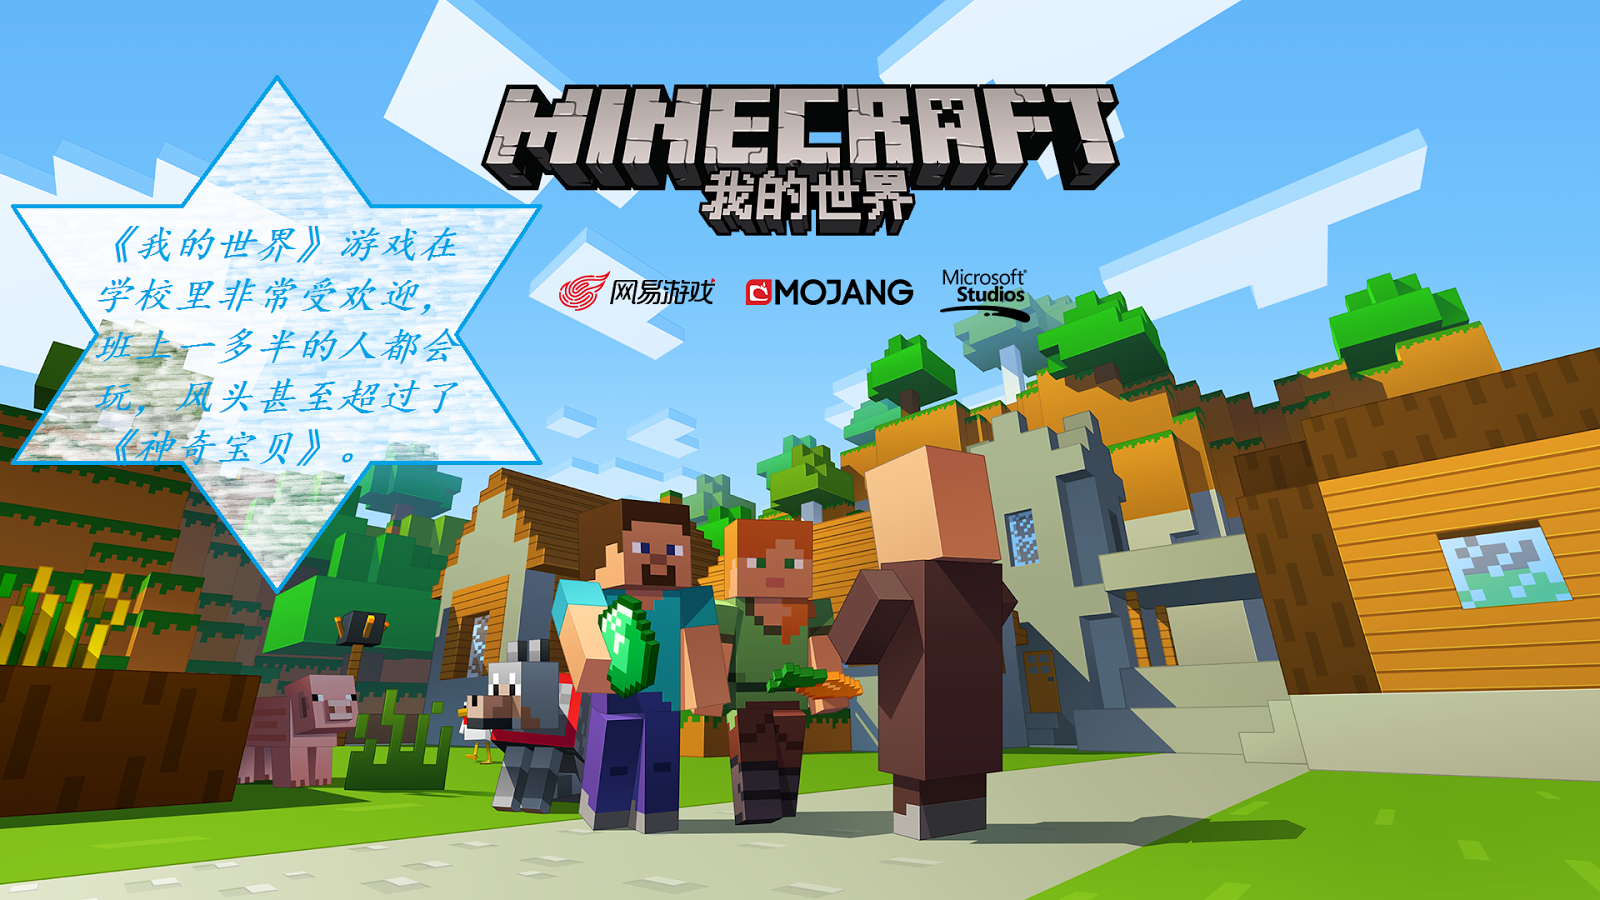 MINECRAFT
我的世界
网易游戏
MOJANG
Microsoft
Studios
《我的世界》游戏在
学校里非常受欢迎，
班上一多半的人都会
玩，风头甚至超过了
《神奇宝贝》。